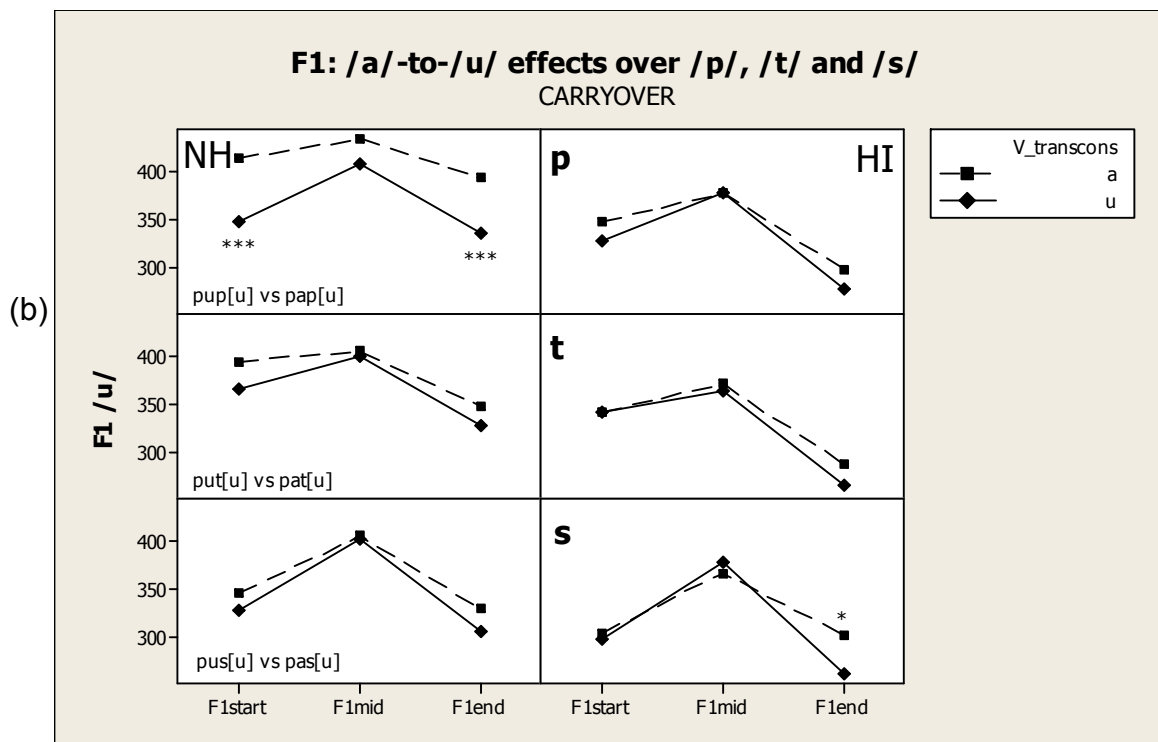 F1: /a/-to-/u/ effects over /p/, /t/ and /s/
CARRYOVER
(b)
F1 /u/
NH
400
350
300
***
***
pup[u] vs pap[u]
p
HI
400
350
300
put[u] vs pat[u]
t
400
350
300
pus[u] vs pas[u]
s
*
F1start F1mid F1end F1start F1mid F1end
V_transcons
a
u